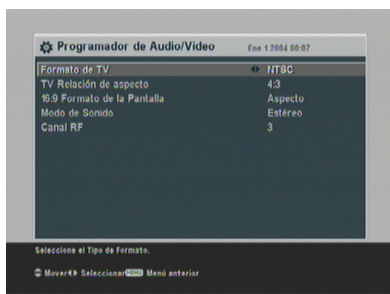 Programador de Audio/Video
Ene 1 2004 00:07
Formato de TV NTSC
TV Relación de aspecto 4:3
16:9 Formato de la Pantalla Aspecto
Modo de Sonido Estéreo
Canal RF 3
Seleccione el Tipo de Formato.
Mover Seleccionar MENU Menú anterior